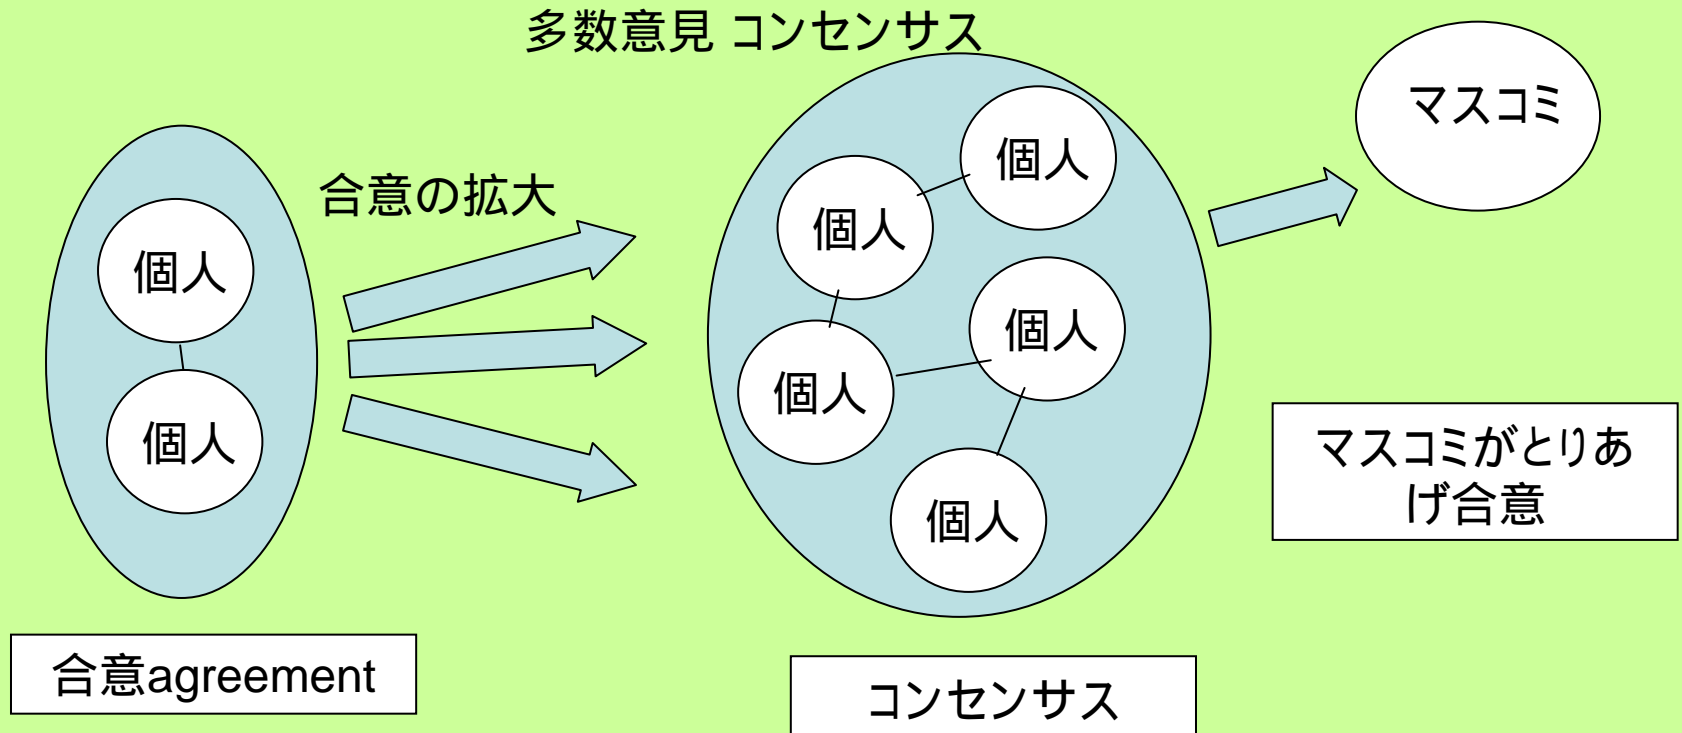 多数意見 コンセンサス
マスコミ
合意の拡大
個人
個人
個人
個人
個人
個人
個人
マスコミがとりあ
げ合意
合意agreement
コンセンサス